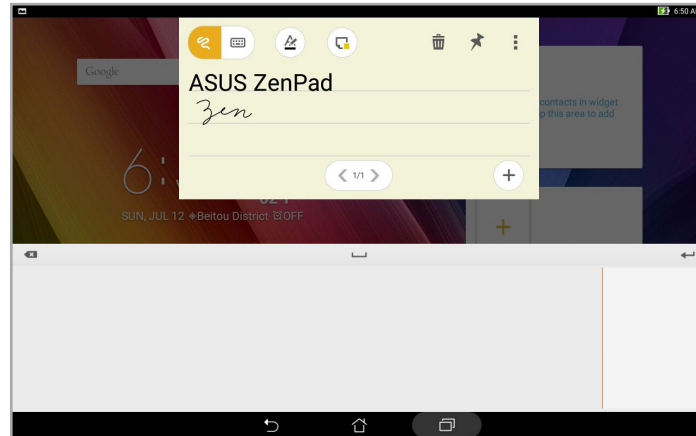 6:50 A
ASUS ZenPad
Zen
Google
contacts in widget
p this area to add
1/1
6:
SUN, JUL 12 Beitou District OFF